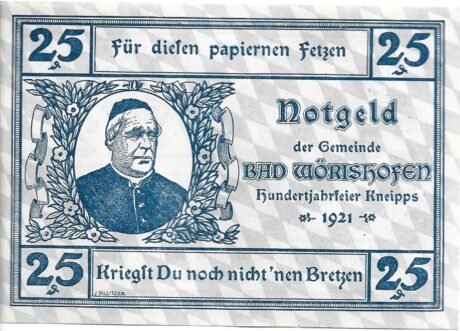 25 Für diesen papiernen Fetzen 25
Notgeld
der Gemeinde
BAD WÖRISHOFEN
Hundertjahrfeier Kneipps
1921
25 Kriegst Du noch nicht 'nen Bretzen 25
J. DILLITZER